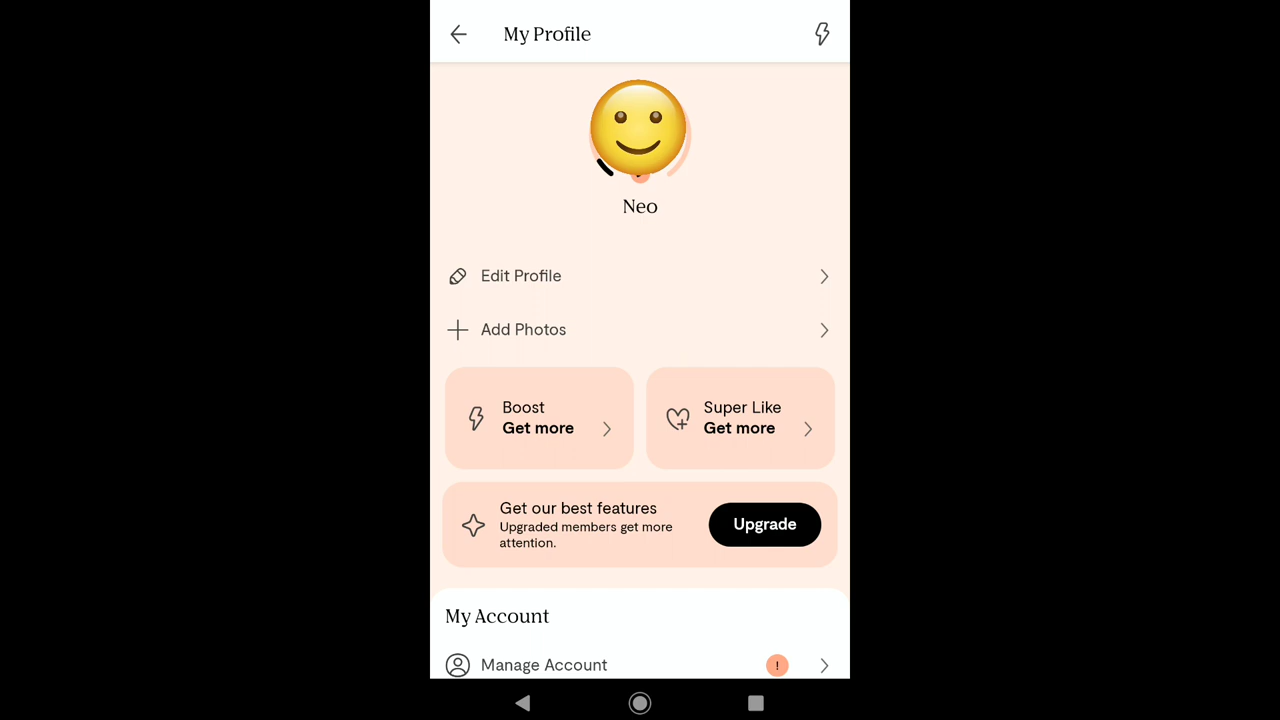 My Profile
Neo
Edit Profile
Add Photos
Boost
Get more
Super Like
Get more
Get our best features
Upgraded members get more
attention.
Upgrade
My Account
Manage Account
!